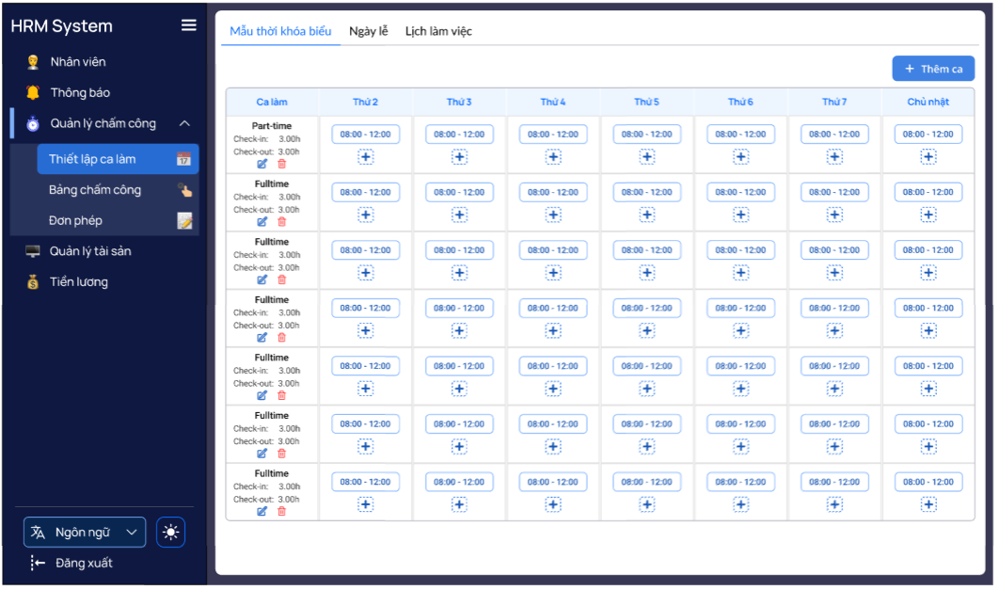 HRM System
Nhân viên
Thông báo
Quản lý chấm công
Thiết lập ca làm
17
Bảng chấm công
Đơn phép
Quản lý tài sản
Tiền lương
Ngôn ngữ
Đăng xuất
Mẫu thời khóa biểu Ngày lễ Lịch làm việc
+ Thêm ca
Ca làm Thứ 2 Thứ 3 Thứ 4 Thứ 5 Thứ 6 Thứ 7 Chủ nhật
Part-time
Check-in: 3.00h
Check-out: 3.00h
08:00 - 12:00 08:00 - 12:00 08:00 - 12:00 08:00 - 12:00 08:00 - 12:00 08:00 - 12:00 08:00 - 12:00
Fulltime
Check-in: 3.00h
Check-out: 3.00h
08:00 - 12:00 08:00 - 12:00 08:00 - 12:00 08:00 - 12:00 08:00 - 12:00 08:00 - 12:00 08:00 - 12:00
Fulltime
Check-in: 3.00h
Check-out: 3.00h
08:00 - 12:00 08:00 - 12:00 08:00 - 12:00 08:00 - 12:00 08:00 - 12:00 08:00 - 12:00 08:00 - 12:00
Fulltime
Check-in: 3.00h
Check-out: 3.00h
08:00 - 12:00 08:00 - 12:00 08:00 - 12:00 08:00 - 12:00 08:00 - 12:00 08:00 - 12:00 08:00 - 12:00
Fulltime
Check-in: 3.00h
Check-out: 3.00h
08:00 - 12:00 08:00 - 12:00 08:00 - 12:00 08:00 - 12:00 08:00 - 12:00 08:00 - 12:00 08:00 - 12:00
Fulltime
Check-in: 3.00h
Check-out: 3.00h
08:00 - 12:00 08:00 - 12:00 08:00 - 12:00 08:00 - 12:00 08:00 - 12:00 08:00 - 12:00 08:00 - 12:00
Fulltime
Check-in: 3.00h
Check-out: 3.00h
08:00 - 12:00 08:00 - 12:00 08:00 - 12:00 08:00 - 12:00 08:00 - 12:00 08:00 - 12:00 08:00 - 12:00